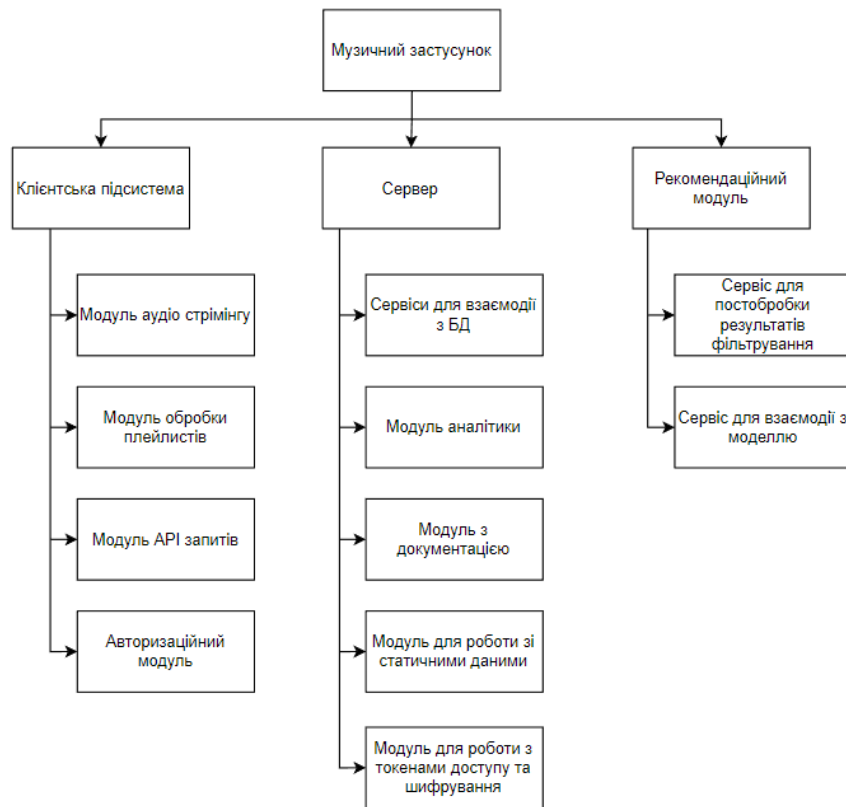 Музичний застусунок
Клієнтська підсистема
Сервер
Рекомендаційний
модуль
Модуль аудіо стрімінгу
Модуль обробки
плейлистів
Модуль API запитів
Авторизаційний
модуль
Сервіси для взаємодії
з БД
Модуль аналітики
Модуль з
документацією
Модуль для роботи зі
статичними даними
Модуль для роботи з
токенами доступу та
шифрування
Сервіс для
постобробки
результатів
фільтрування
Сервіс для взаємодії з
моделлю